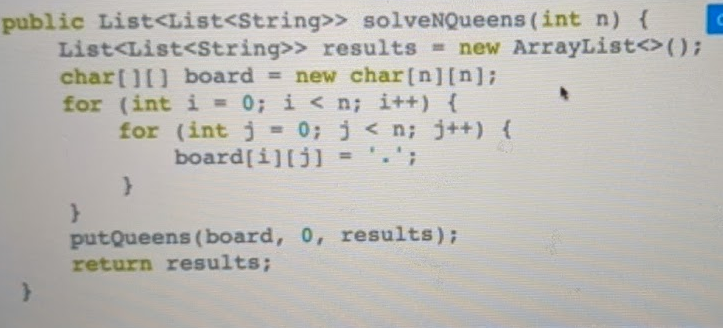 public List<List<String>> solveNQueens(int n) {
List<List<String>> results = new ArrayList<>();
char[][] board = new char[n][n];
for (int i = 0; i < n; i++) {
for (int j = 0; j < n; j++) {
board[i][j] = '.';
}
}
putQueens(board, 0, results);
return results;
}